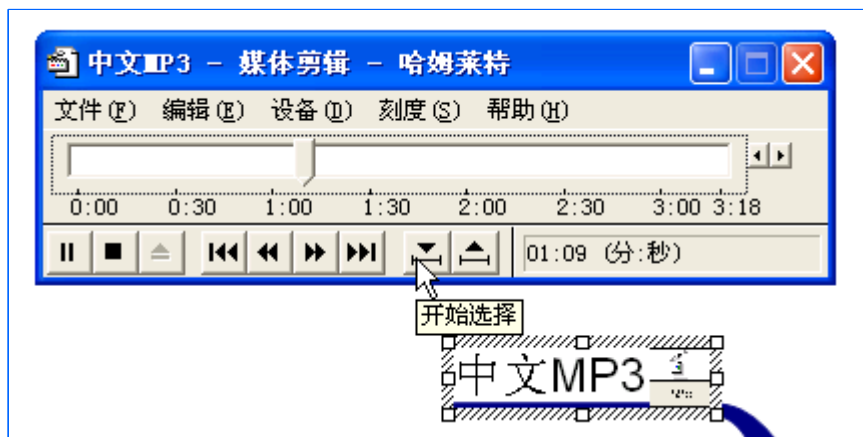 中文MP3 - 媒体剪辑 - 哈姆莱特
文件(F) 编辑(E) 设备(D) 刻度(S) 帮助(H)
0:00 0:30 1:00 1:30 2:00 2:30 3:00 3:18
01:09 (分:秒)
开始选择
中文MP3